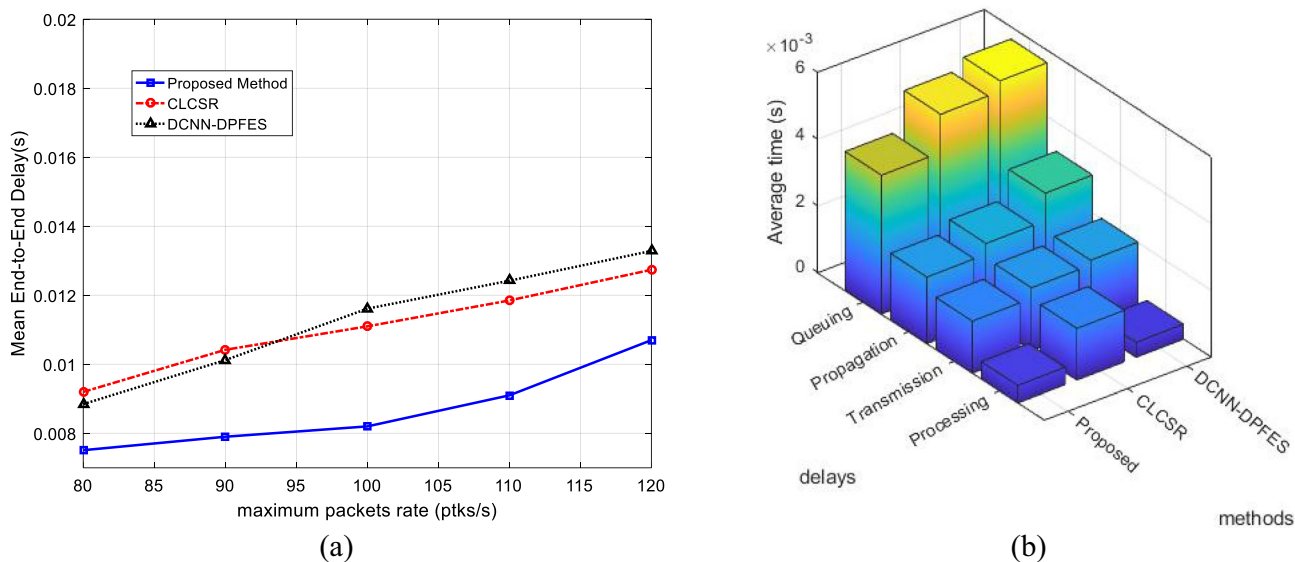 0.02
0.018
0.016
0.014
0.012
0.01
0.008
Mean End-to-End Delay(s)
Proposed Method
CLCSR
DCNN-DPFES
80 85 90 95 100 105 110 115 120
maximum packets rate (ptks/s)
(a)
× 10⁻³
6
4
2
0
Average time (s)
Queuing
Propagation
Transmission
Processing
delays
Proposed
CLCSR
DCNN-DPFES
methods
(b)